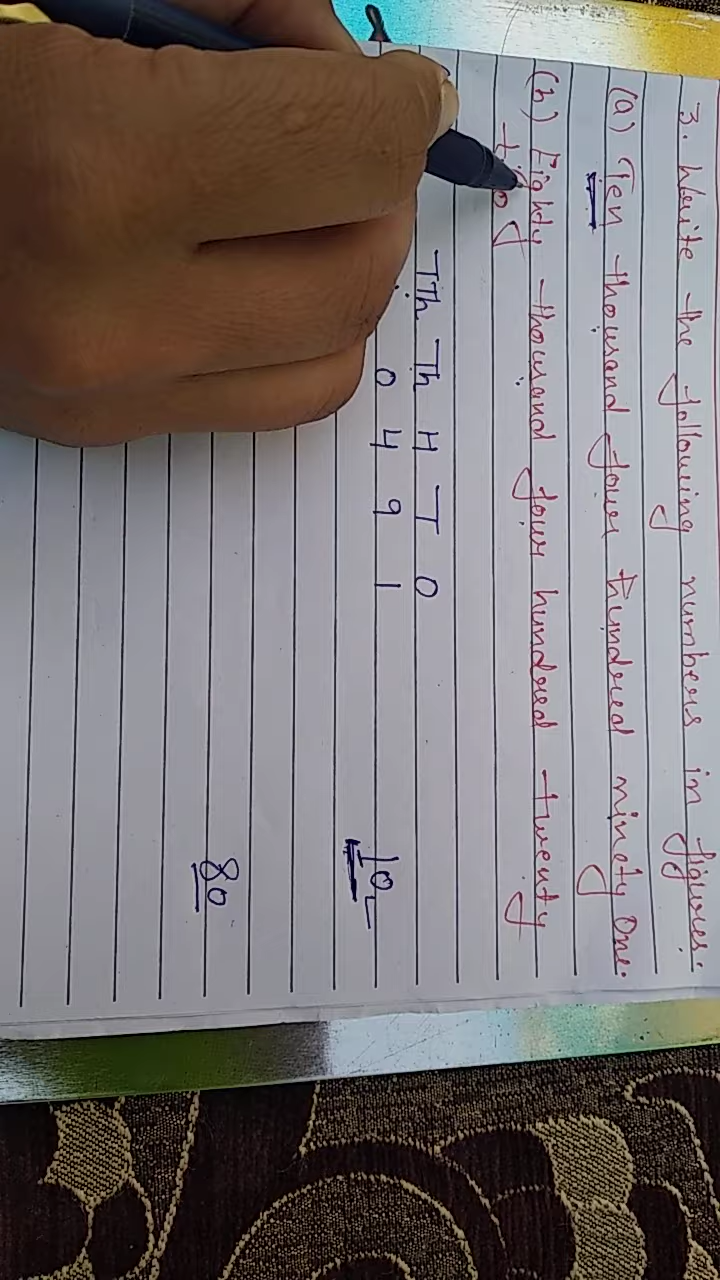 3. Write the following numbers in figures.
(a) Ten thousand four hundred ninety One.
(b) Eighty thousand four hundred twenty
TTh Th H T O
0 4 9 1
10
80